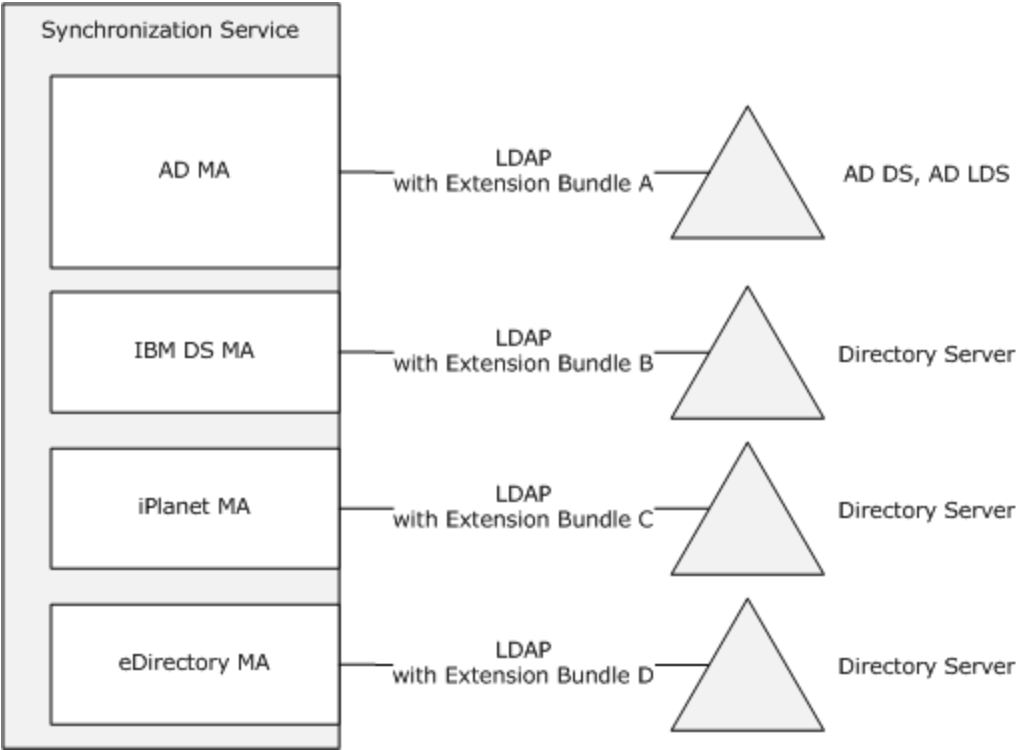 Synchronization Service
AD MA
LDAP
with Extension Bundle A
AD DS, AD LDS
IBM DS MA
LDAP
with Extension Bundle B
Directory Server
iPlanet MA
LDAP
with Extension Bundle C
Directory Server
eDirectory MA
LDAP
with Extension Bundle D
Directory Server